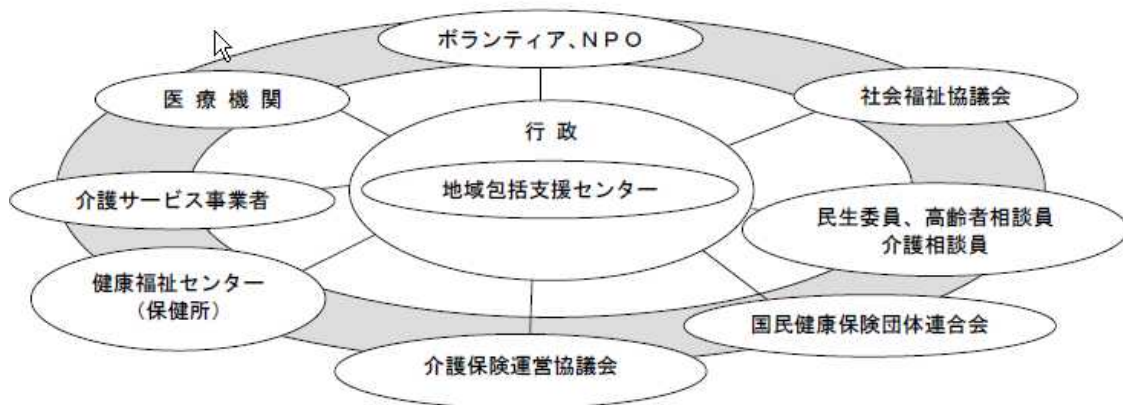 ボランティア、ＮＰＯ
医 療 機 関
社会福祉協議会
行 政
地域包括支援センター
介護サービス事業者
民生委員、高齢者相談員
介護相談員
健康福祉センター
（保健所）
国民健康保険団体連合会
介護保険運営協議会